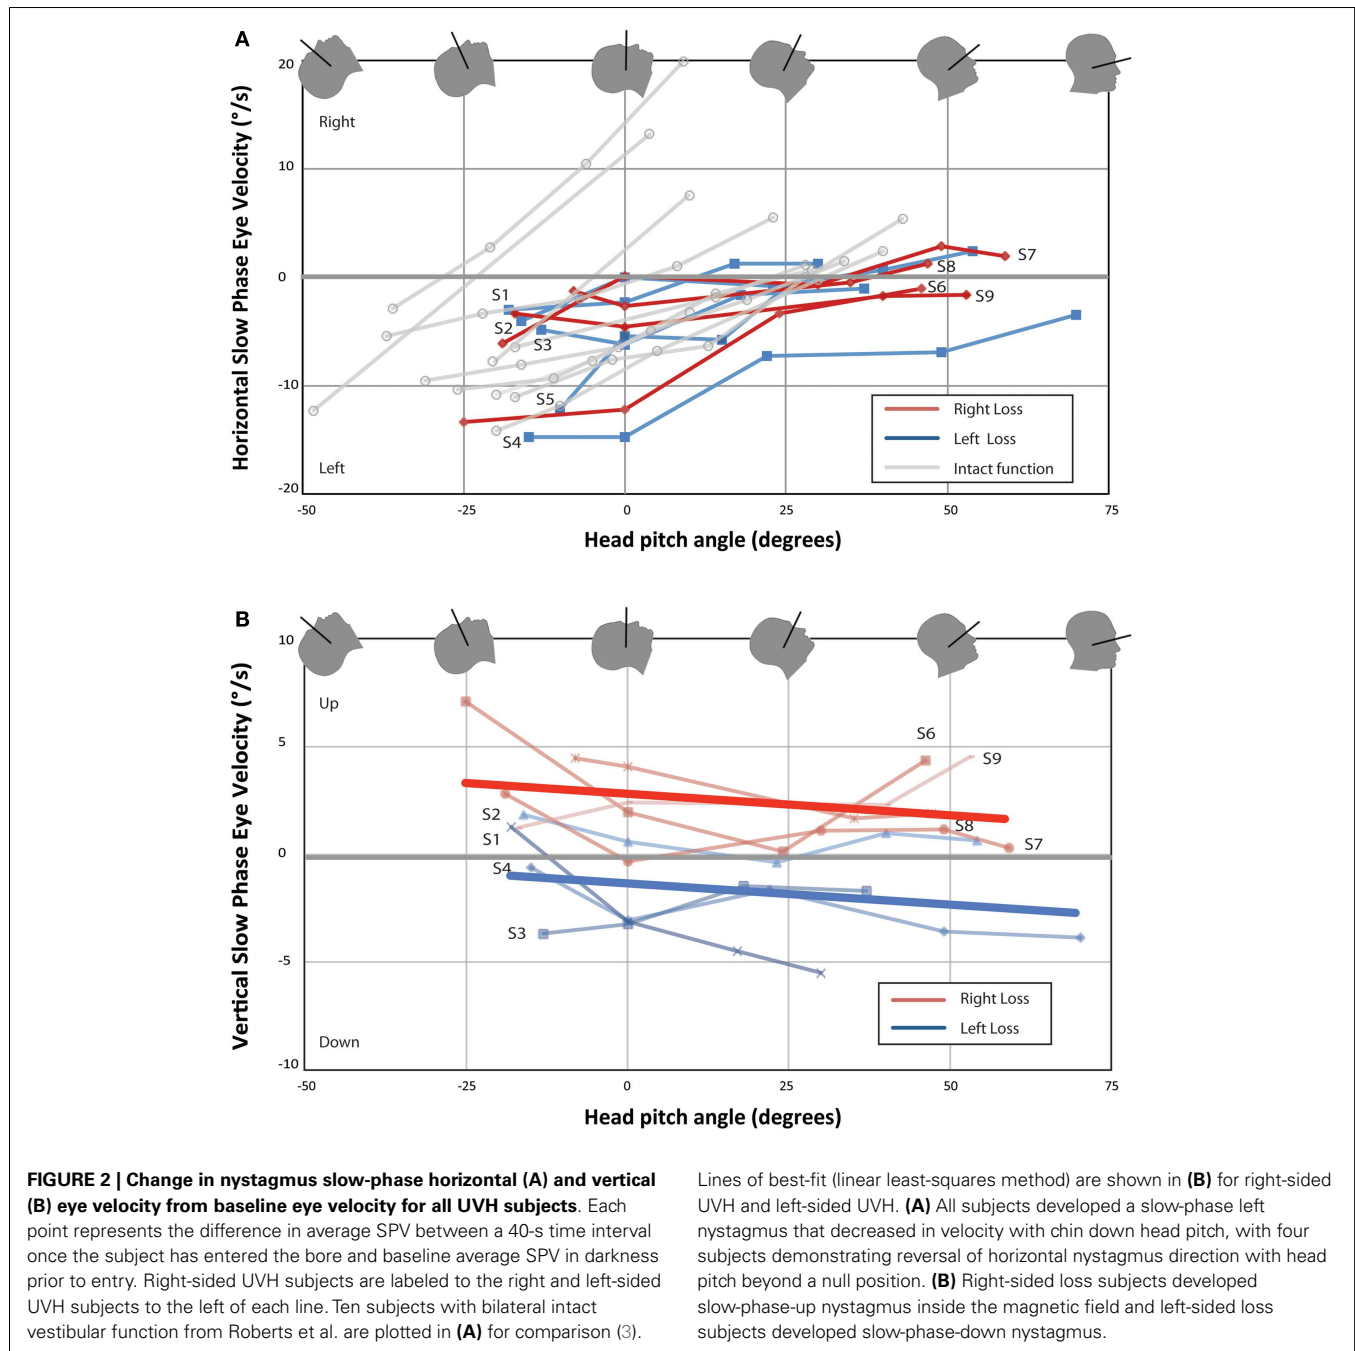 A
20
10
0
-10
-20
Horizontal Slow Phase Eye Velocity (°/s)
Right
Left
S1
S2
S3
S5
S4
S7
S8
S6
S9
Right Loss
Left Loss
Intact function
-50
-25
0
25
50
75
Head pitch angle (degrees)
B
10
5
0
-5
-10
Vertical Slow Phase Eye Velocity (°/s)
Up
Down
S6
S9
S2
S1
S8
S7
S4
S3
Right Loss
Left Loss
-50
-25
0
25
50
75
Head pitch angle (degrees)
FIGURE 2 | Change in nystagmus slow-phase horizontal (A) and vertical
(B) eye velocity from baseline eye velocity for all UVH subjects. Each
point represents the difference in average SPV between a 40-s time interval
once the subject has entered the bore and baseline average SPV in darkness
prior to entry. Right-sided UVH subjects are labeled to the right and left-sided
UVH subjects to the left of each line. Ten subjects with bilateral intact
vestibular function from Roberts et al. are plotted in (A) for comparison (3).
Lines of best-fit (linear least-squares method) are shown in (B) for right-sided
UVH and left-sided UVH. (A) All subjects developed a slow-phase left
nystagmus that decreased in velocity with chin down head pitch, with four
subjects demonstrating reversal of horizontal nystagmus direction with head
pitch beyond a null position. (B) Right-sided loss subjects developed
slow-phase-up nystagmus inside the magnetic field and left-sided loss
subjects developed slow-phase-down nystagmus.